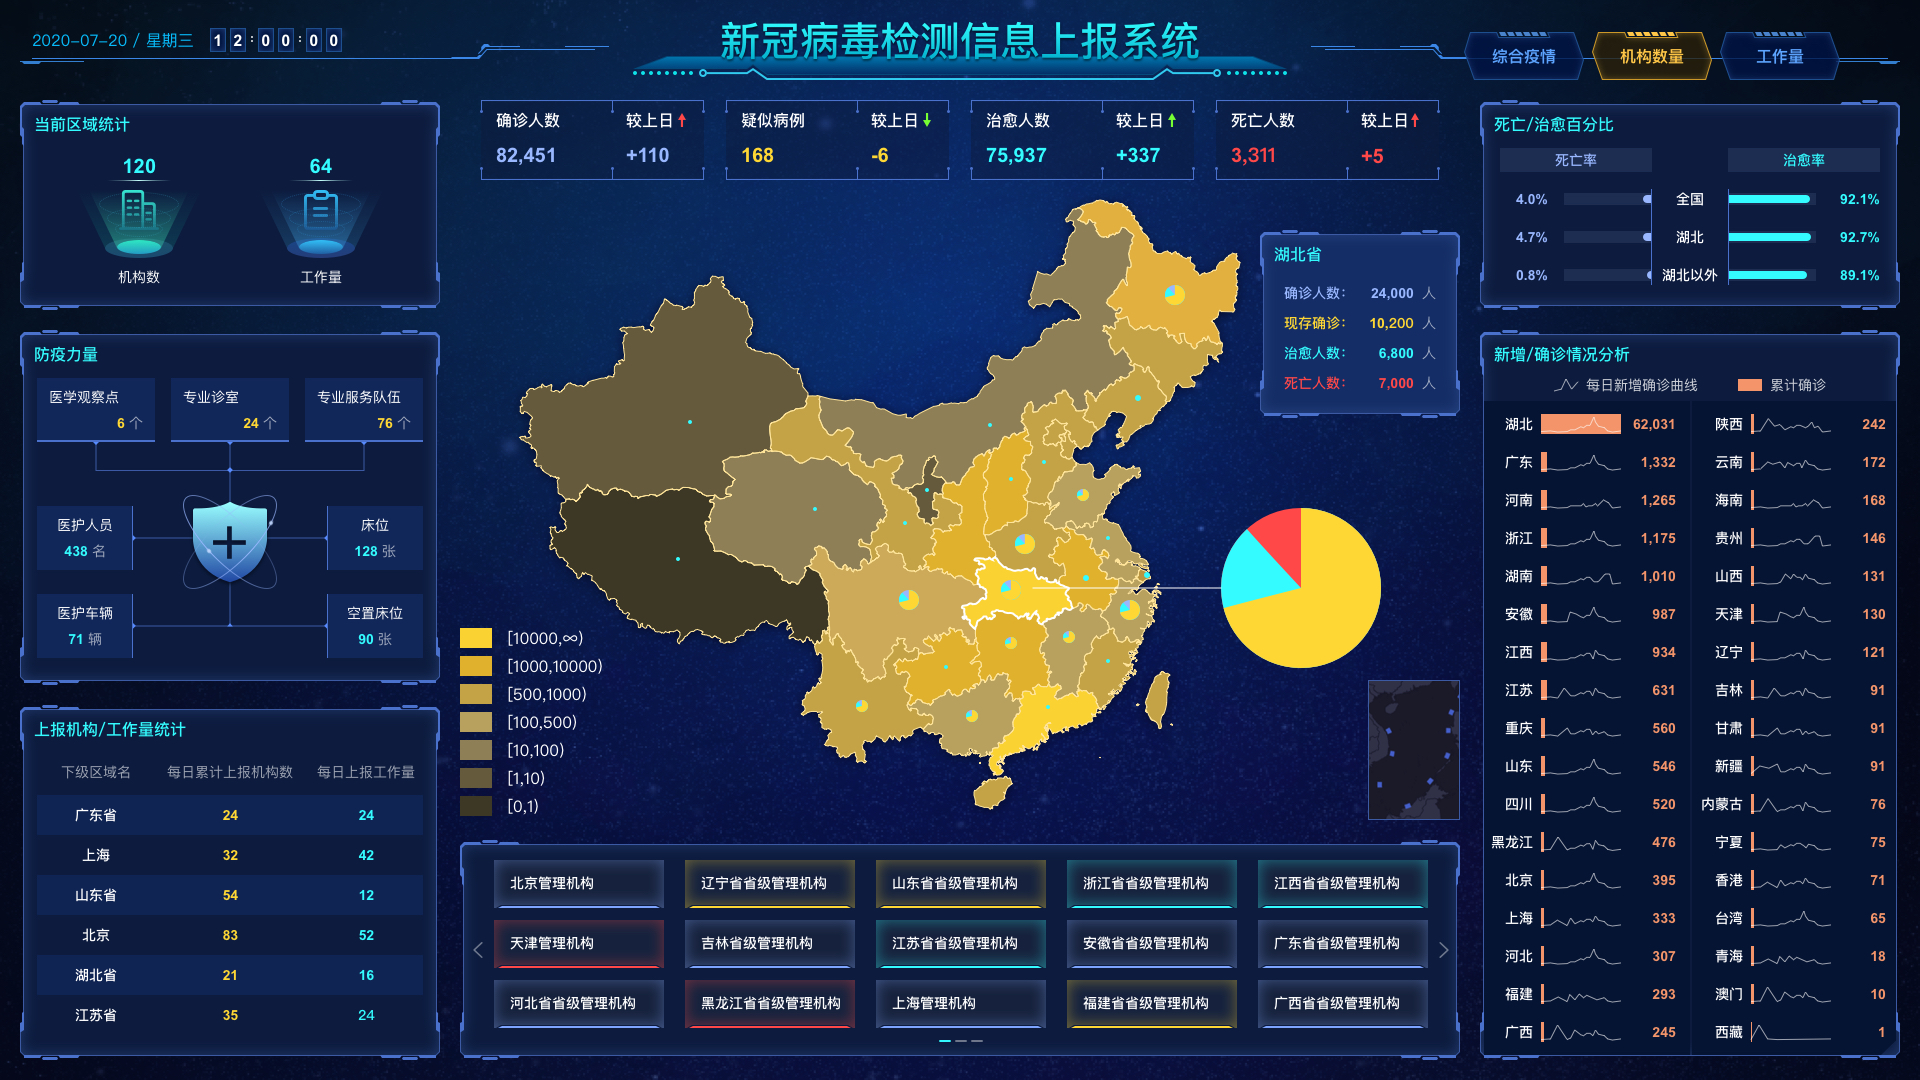 新冠病毒检测信息上报系统
2020-07-20 / 星期三 12:00:00
综合疫情 机构数量 工作量
当前区域统计
120 64
机构数 工作量
防疫力量
医学观察点 专业诊室 专业服务队伍
6 个 24 个 76 个
医护人员 床位
438 名 128 张
医护车辆 空置床位
71 辆 90 张
上报机构/工作量统计
下级区域名 每日累计上报机构数 每日上报工作量
广东省 24 24
上海 32 42
山东省 54 12
北京 83 52
湖北省 21 16
江苏省 35 24
确诊人数 较上日
82,451 +110
疑似病例 较上日
168 -6
治愈人数 较上日
75,937 +337
死亡人数 较上日
3,311 +5
湖北省
确诊人数: 24,000 人
现存确诊: 10,200 人
治愈人数: 6,800 人
死亡人数: 7,000 人
[10000,∞)
[1000,10000)
[500,1000)
[100,500)
[10,100)
[1,10)
[0,1)
北京管理机构 辽宁省省级管理机构 山东省省级管理机构 浙江省省级管理机构 江西省省级管理机构
天津管理机构 吉林省省级管理机构 江苏省省级管理机构 安徽省省级管理机构 广东省省级管理机构
河北省省级管理机构 黑龙江省省级管理机构 上海管理机构 福建省省级管理机构 广西省省级管理机构
死亡/治愈百分比
死亡率 治愈率
4.0% 全国 92.1%
4.7% 湖北 92.7%
0.8% 湖北以外 89.1%
新增/确诊情况分析
每日新增确诊曲线 累计确诊
湖北 62,031 陕西 242
广东 1,332 云南 172
河南 1,265 海南 168
浙江 1,175 贵州 146
湖南 1,010 山西 131
安徽 987 天津 130
江西 934 辽宁 121
江苏 631 吉林 91
重庆 560 甘肃 91
山东 546 新疆 91
四川 520 内蒙古 76
黑龙江 476 宁夏 75
北京 395 香港 71
上海 333 台湾 65
河北 307 青海 18
福建 293 澳门 10
广西 245 西藏 1